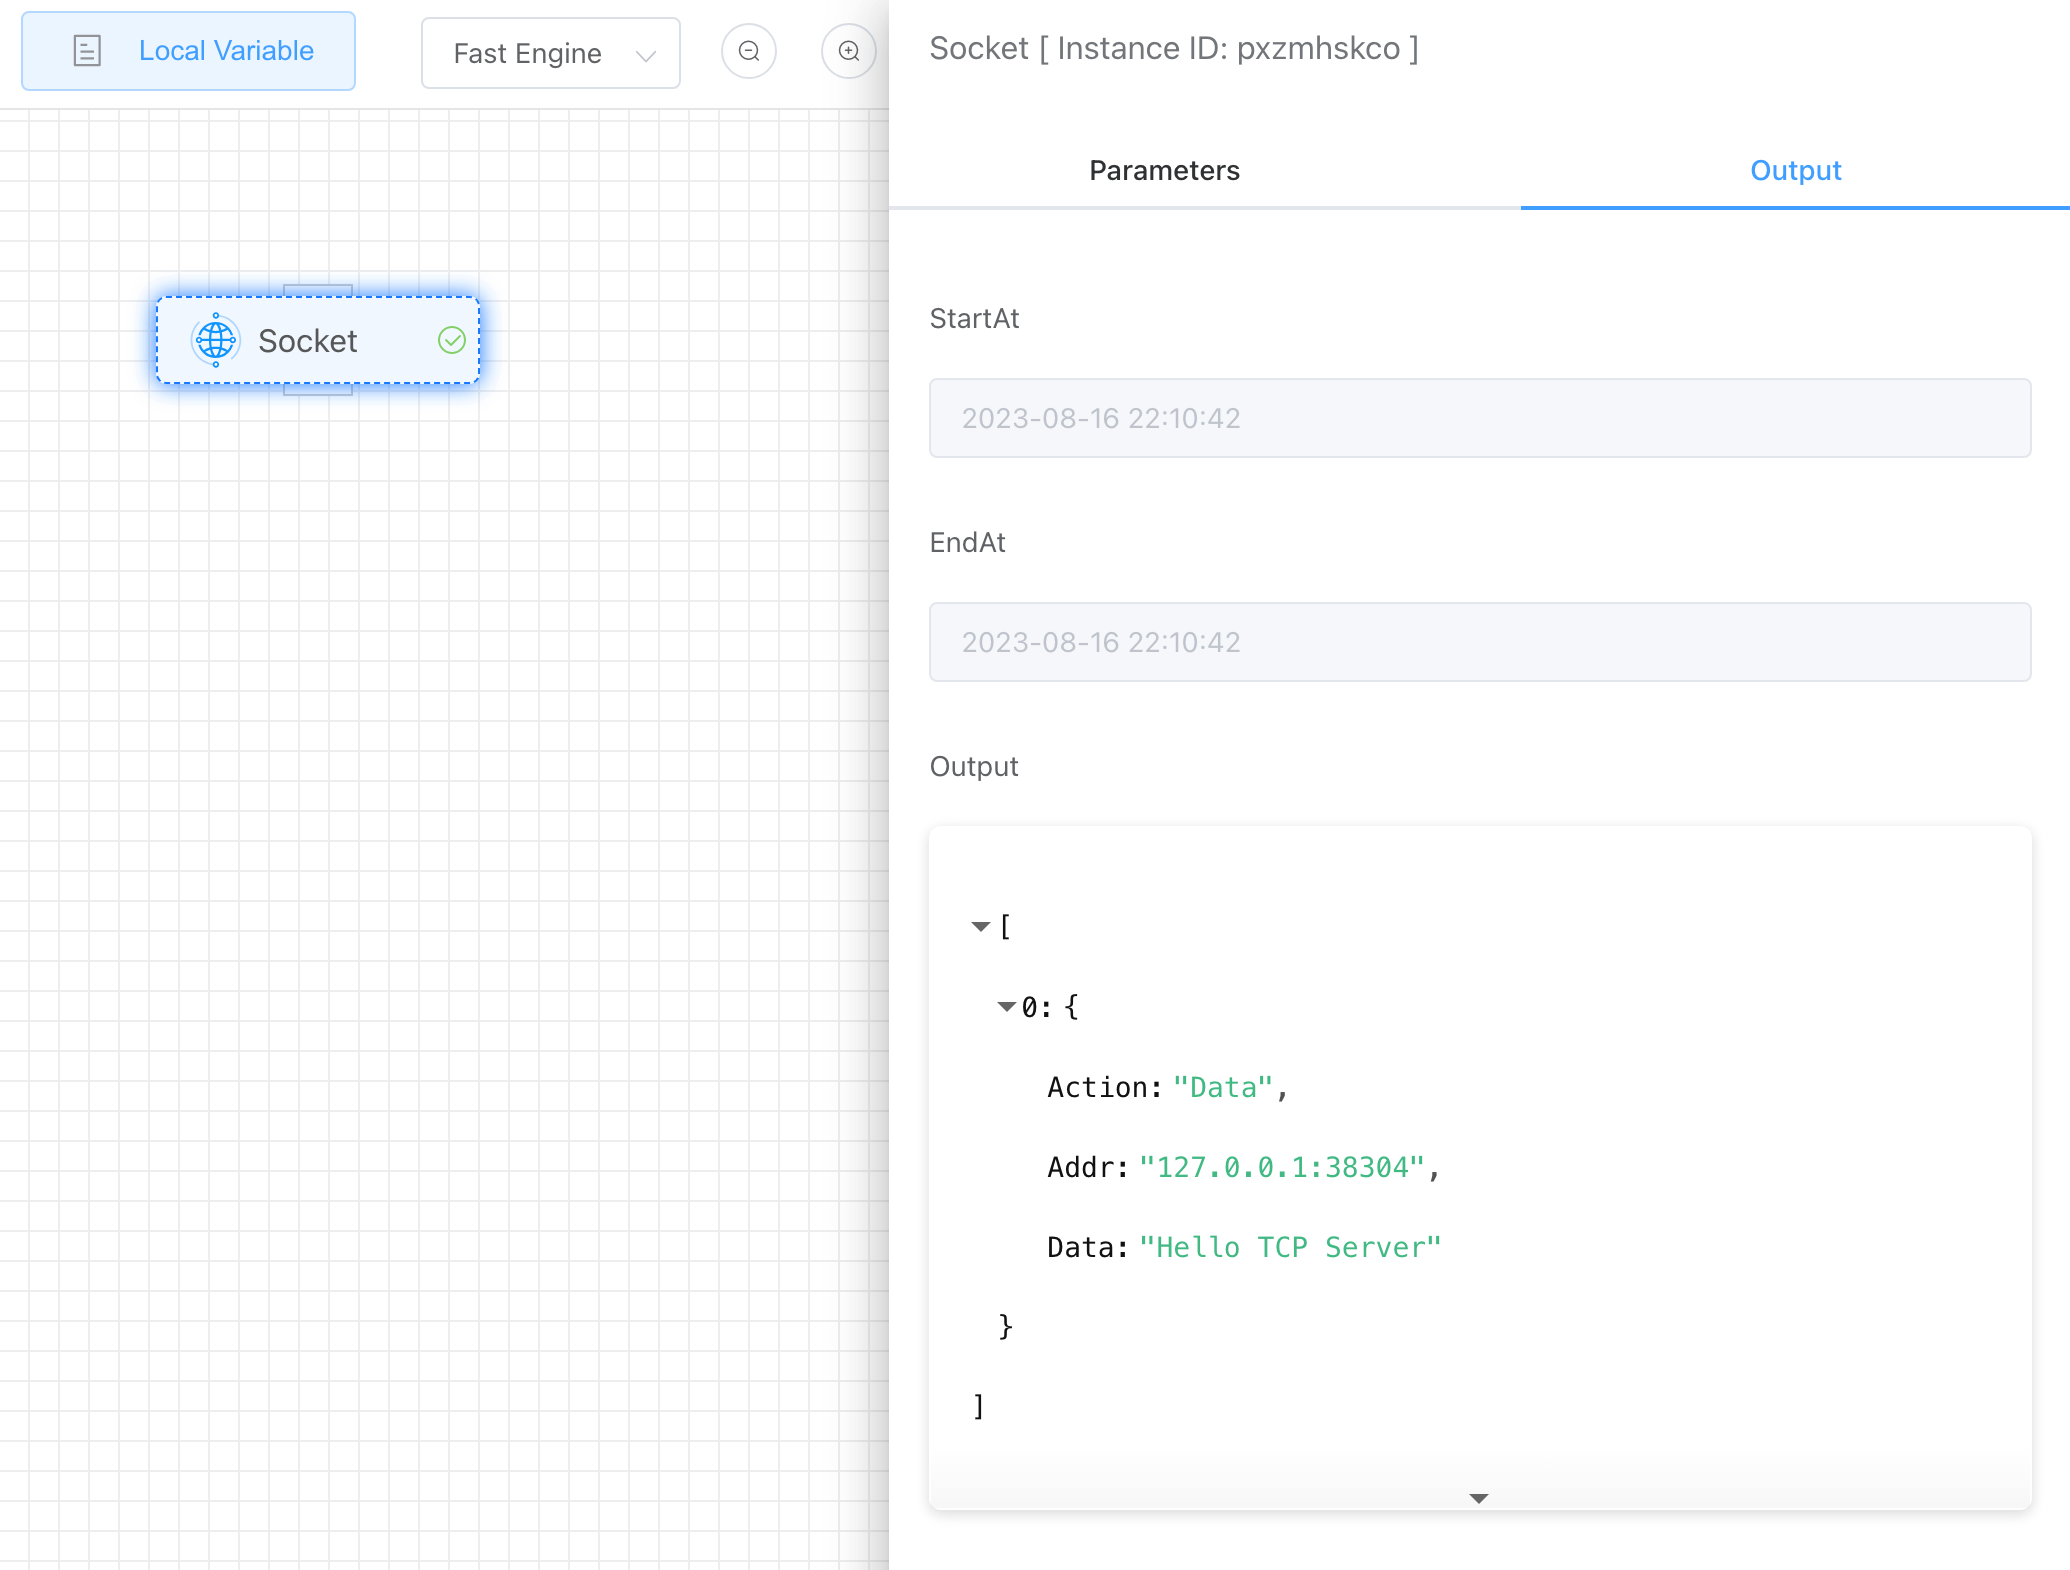 Local Variable
Fast Engine
Socket
Socket [ Instance ID: pxzmhskco ]
Parameters
Output
StartAt
2023-08-16 22:10:42
EndAt
2023-08-16 22:10:42
Output
[
0: {
Action: "Data",
Addr: "127.0.0.1:38304",
Data: "Hello TCP Server"
}
]